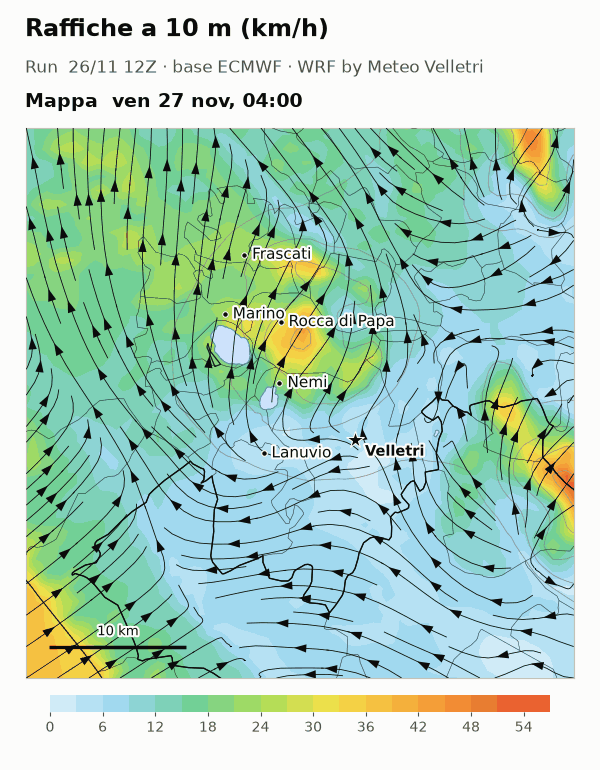 Raffiche a 10 m (km/h)
Run  26/11 12Z · base ECMWF · WRF by Meteo Velletri
Mappa  ven 27 nov, 04:00
Frascati
Marino
Rocca di Papa
Nemi
Lanuvio
Velletri
10 km
0 6 12 18 24 30 36 42 48 54